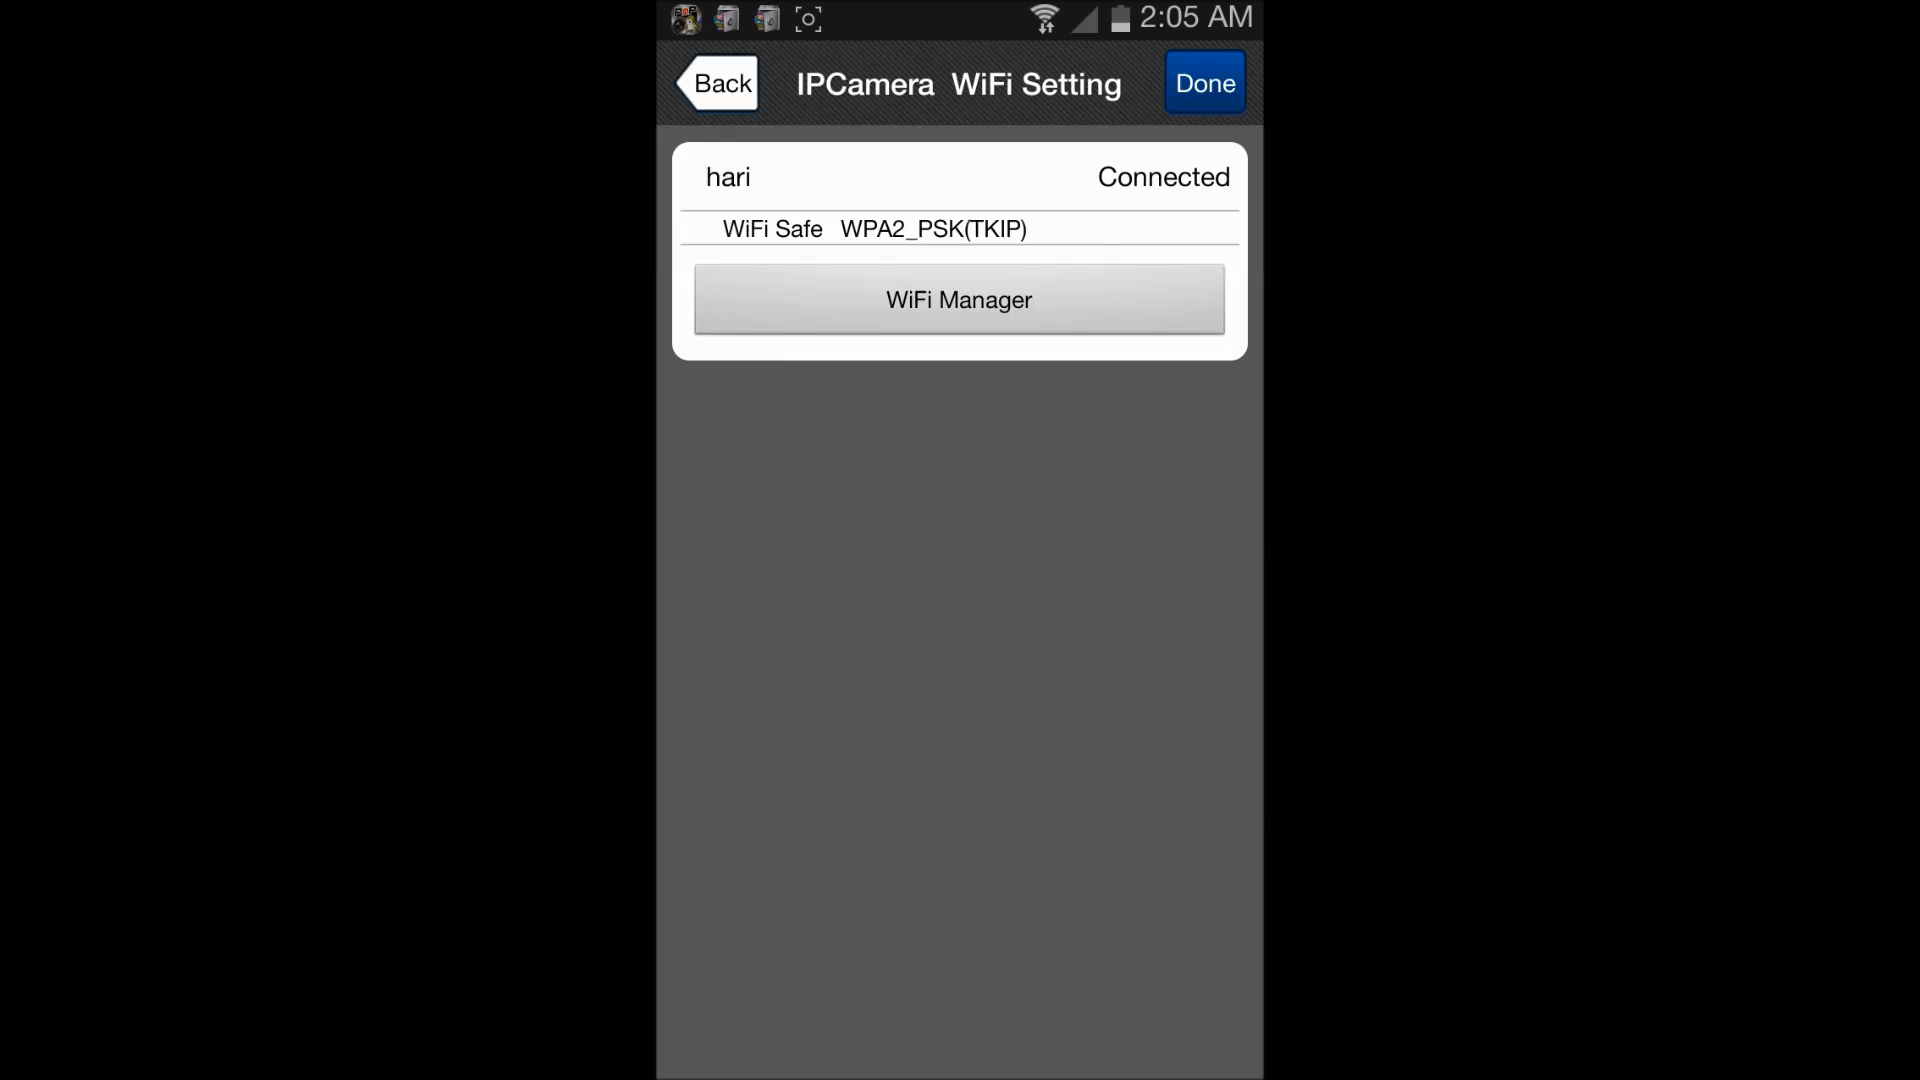 2:05 AM
Back IPCamera WiFi Setting Done
hari Connected
WiFi Safe WPA2_PSK(TKIP)
WiFi Manager